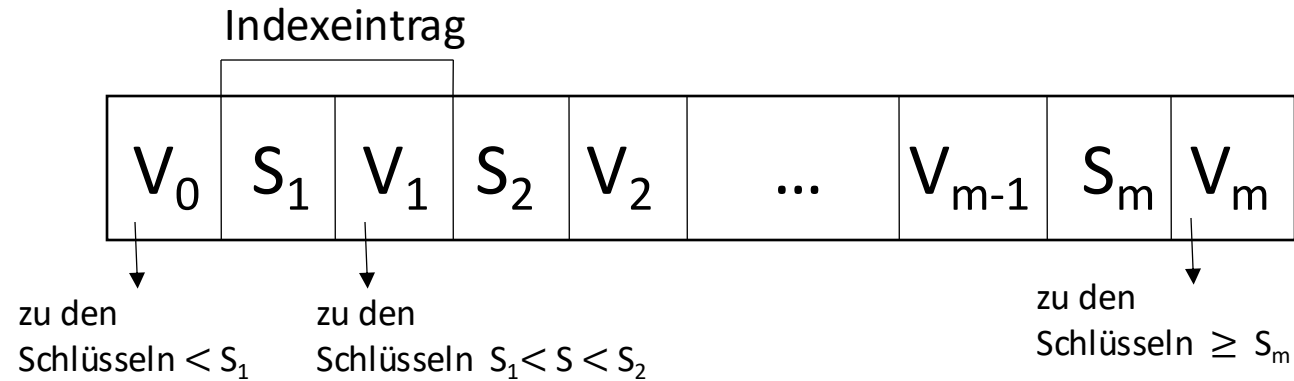 Indexeintrag
V₀ S₁ V₁ S₂ V₂ ... Vₘ₋₁ Sₘ Vₘ
zu den
Schlüsseln < S₁
zu den
Schlüsseln S₁< S < S₂
zu den
Schlüsseln ≥ Sₘ